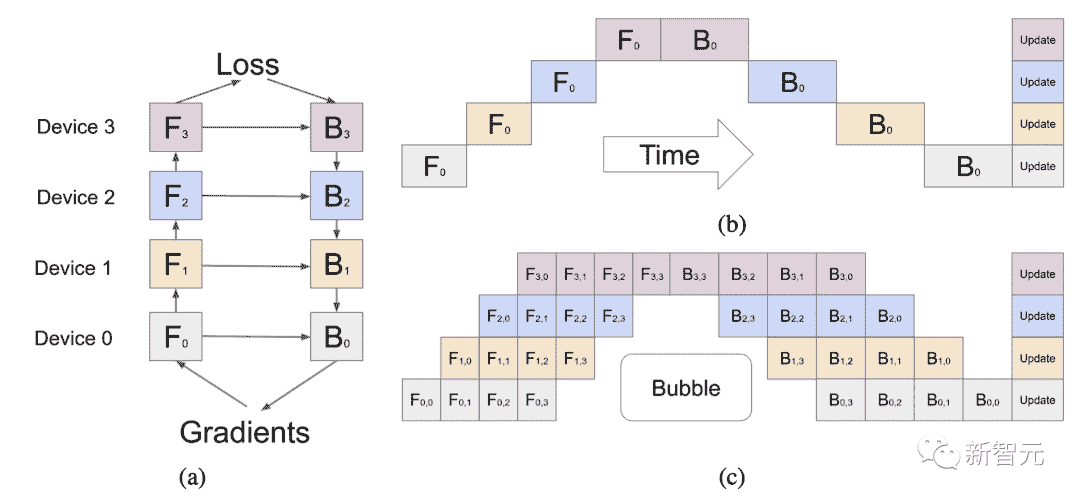 Loss
Device 3 F3 B3
Device 2 F2 B2
Device 1 F1 B1
Device 0 F0 B0
Gradients
(a)
F0 B0 Update
F0 B0 Update
F0 B0 Update
F0 B0 Update
Time
(b)
F3,0 F3,1 F3,2 F3,3 B3,3 B3,2 B3,1 B3,0 Update
F2,0 F2,1 F2,2 F2,3 B2,3 B2,2 B2,1 B2,0 Update
F1,0 F1,1 F1,2 F1,3 B1,3 B1,2 B1,1 B1,0 Update
F0,0 F0,1 F0,2 F0,3 B0,3 B0,2 B0,1 B0,0 Update
Bubble
(c)
新智元